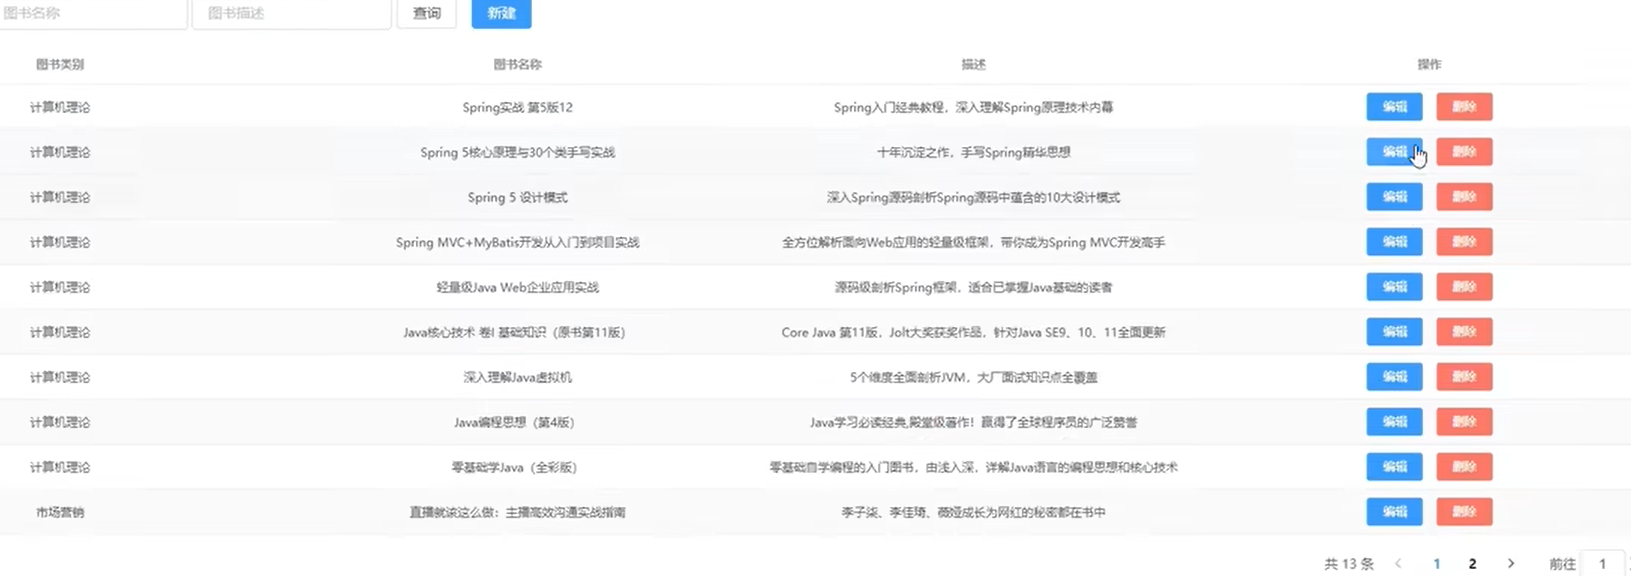 图书名称 图书描述 查询 新建
图书类别 图书名称 描述 操作
计算机理论 Spring实战 第5版12 Spring入门经典教程，深入理解Spring原理技术内幕 编辑 删除
计算机理论 Spring 5核心原理与30个类手写实战 十年沉淀之作，手写Spring精华思想 编辑 删除
计算机理论 Spring 5 设计模式 深入Spring源码剖析Spring源码中蕴含的10大设计模式 编辑 删除
计算机理论 Spring MVC+MyBatis开发从入门到项目实战 全方位解析面向Web应用的轻量级框架，带你成为Spring MVC开发高手 编辑 删除
计算机理论 轻量级Java Web企业应用实战 源码级剖析Spring框架，适合已掌握Java基础的读者 编辑 删除
计算机理论 Java核心技术 卷I 基础知识（原书第11版） Core Java 第11版，Jolt大奖获奖作品，针对Java SE9、10、11全面更新 编辑 删除
计算机理论 深入理解Java虚拟机 5个维度全面剖析JVM，大厂面试知识点全覆盖 编辑 删除
计算机理论 Java编程思想（第4版） Java学习必读经典,殿堂级著作！赢得了全球程序员的广泛赞誉 编辑 删除
计算机理论 零基础学Java（全彩版） 零基础自学编程的入门图书，由浅入深，详解Java语言的编程思想和核心技术 编辑 删除
市场营销 直播就该这么做：主播高效沟通实战指南 李子柒、李佳琦、薇娅成长为网红的秘密都在书中 编辑 删除
共 13 条 1 2 前往 1